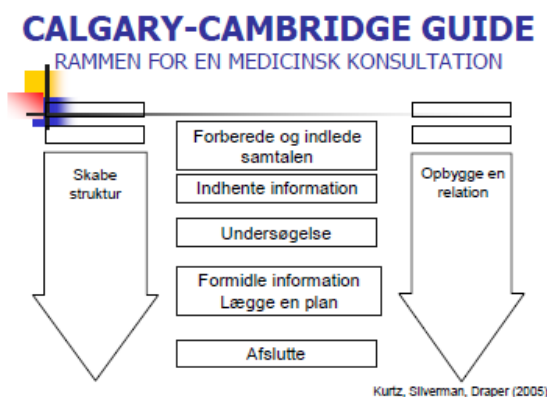 CALGARY-CAMBRIDGE GUIDE
RAMMEN FOR EN MEDICINSK KONSULTATION
Forberede og indlede
samtalen
Skabe
struktur
Indhente information
Opbygge en
relation
Undersøgelse
Formidle information
Lægge en plan
Afslutte
Kurtz, Silverman, Draper (2005)